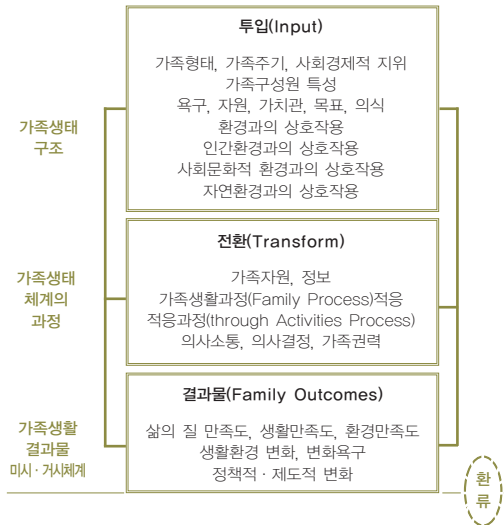 투입(Input)
가족형태, 가족주기, 사회경제적 지위
가족구성원 특성
욕구, 자원, 가치관, 목표, 의식
환경과의 상호작용
인간환경과의 상호작용
사회문화적 환경과의 상호작용
자연환경과의 상호작용
가족생태
구조
전환(Transform)
가족자원, 정보
가족생활과정(Family Process)적응
적응과정(through Activities Process)
의사소통, 의사결정, 가족권력
가족생태
체계의
과정
결과물(Family Outcomes)
삶의 질 만족도, 생활만족도, 환경만족도
생활환경 변화, 변화욕구
정책적·제도적 변화
가족생활
결과물
미시·거시체계
환
류